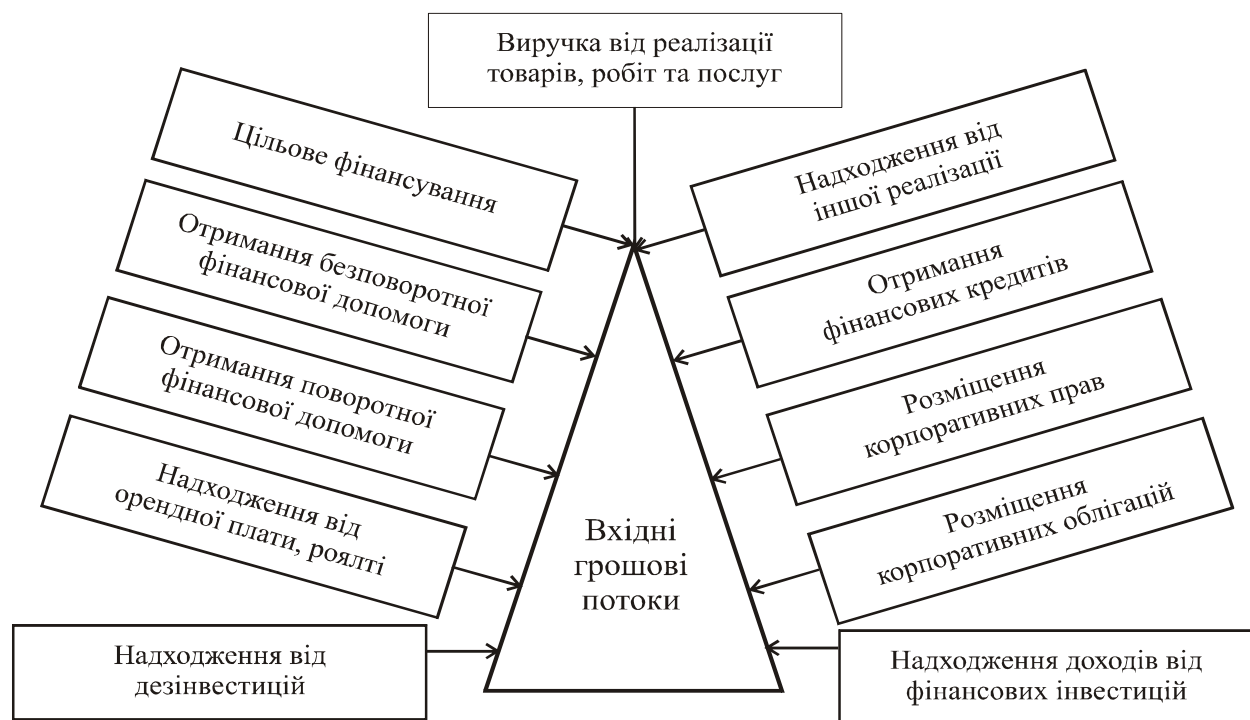 Виручка від реалізації
товарів, робіт та послуг
Цільове фінансування
Отримання безповоротної
фінансової допомоги
Отримання поворотної
фінансової допомоги
Надходження від
орендної плати, роялті
Надходження від
дезінвестицій
Надходження від
іншої реалізації
Отримання
фінансових кредитів
Розміщення
корпоративних прав
Розміщення
корпоративних облігацій
Надходження доходів від
фінансових інвестицій
Вхідні
грошові
потоки